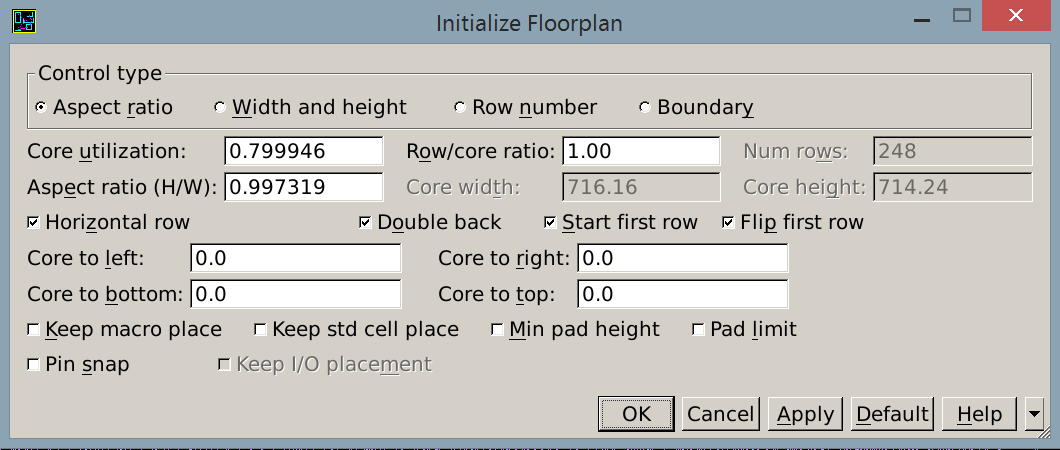 Initialize Floorplan
Control type
Aspect ratio Width and height Row number Boundary
Core utilization: 0.799946 Row/core ratio: 1.00 Num rows: 248
Aspect ratio (H/W): 0.997319 Core width: 716.16 Core height: 714.24
Horizontal row Double back Start first row Flip first row
Core to left: 0.0 Core to right: 0.0
Core to bottom: 0.0 Core to top: 0.0
Keep macro place Keep std cell place Min pad height Pad limit
Pin snap Keep I/O placement
OK Cancel Apply Default Help